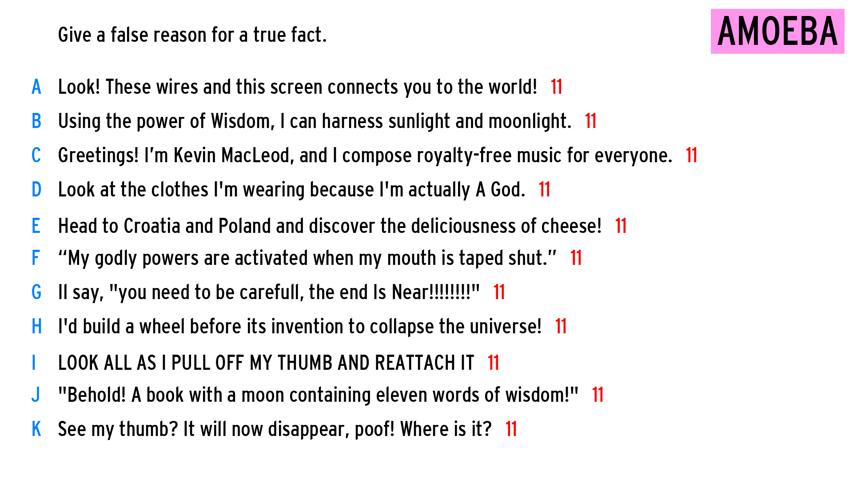 Give a false reason for a true fact.
AMOEBA
A Look! These wires and this screen connects you to the world! 11
B Using the power of Wisdom, I can harness sunlight and moonlight. 11
C Greetings! I'm Kevin MacLeod, and I compose royalty-free music for everyone. 11
D Look at the clothes I'm wearing because I'm actually A God. 11
E Head to Croatia and Poland and discover the deliciousness of cheese! 11
F “My godly powers are activated when my mouth is taped shut.” 11
G Il say, "you need to be carefull, the end Is Near!!!!!!!!" 11
H I'd build a wheel before its invention to collapse the universe! 11
I LOOK ALL AS I PULL OFF MY THUMB AND REATTACH IT 11
J "Behold! A book with a moon containing eleven words of wisdom!" 11
K See my thumb? It will now disappear, poof! Where is it? 11